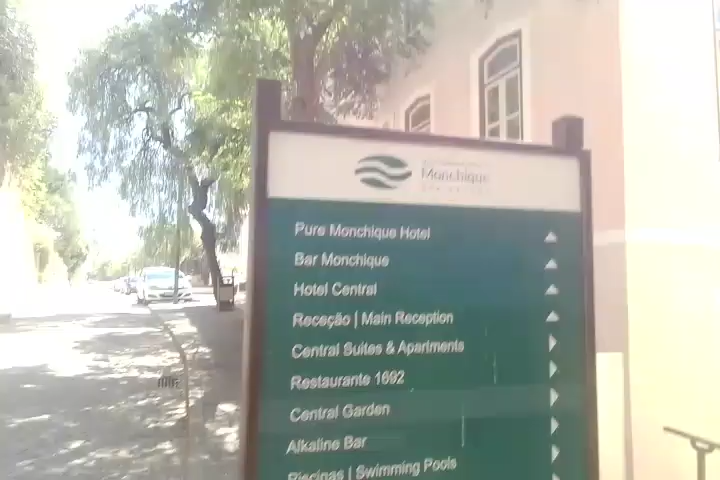 Monchique
Pure Monchique Hotel
Bar Monchique
Hotel Central
Receção | Main Reception
Central Suites & Apartments
Restaurante 1692
Central Garden
Alkaline Bar
Piscinas | Swimming Pools